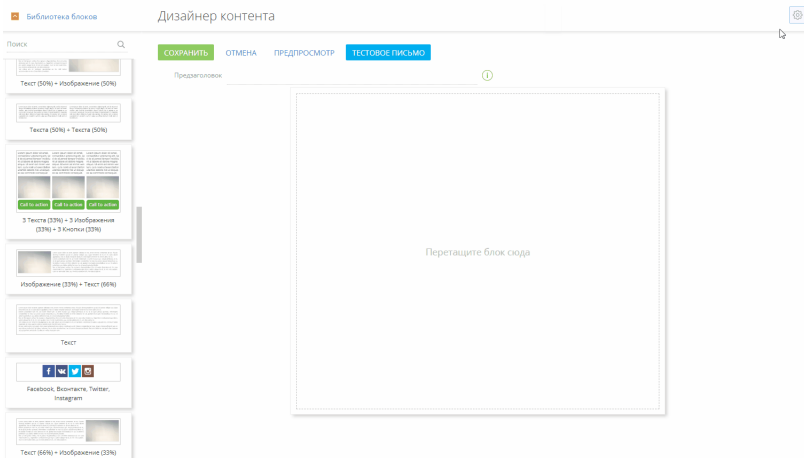 Библиотека блоков
Дизайнер контента
Поиск
СОХРАНИТЬ
ОТМЕНА
ПРЕДПРОСМОТР
ТЕСТОВОЕ ПИСЬМО
Предзаголовок
i
Текст (50%) + Изображение (50%)
Текста (50%) + Текста (50%)
Call to action
Call to action
Call to action
3 Текста (33%) + 3 Изображения
(33%) + 3 Кнопки (33%)
Изображение (33%) + Текст (66%)
Текст
Facebook, Вконтакте, Twitter,
Instagram
Текст (66%) + Изображение (33%)
Перетащите блок сюда